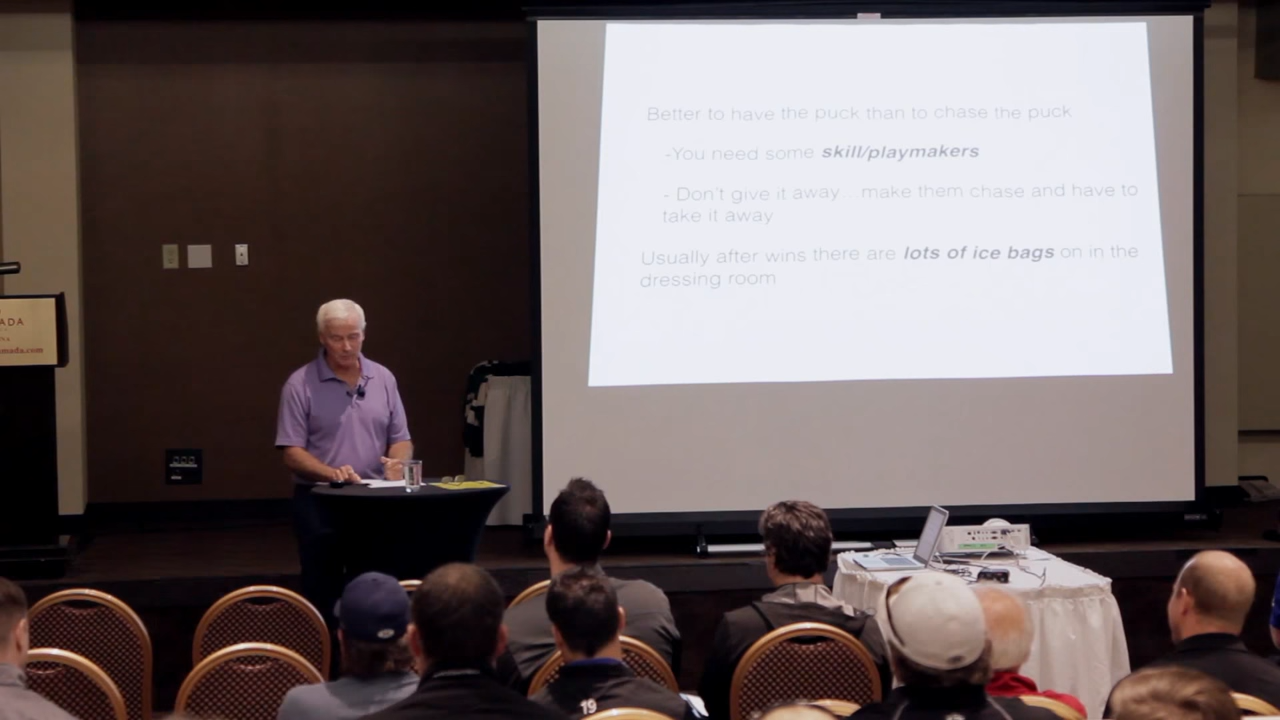 Better to have the puck than to chase the puck
-You need some skill/playmakers
- Don't give it away make them chase and have to
take it away
Usually after wins there are lots of ice bags on in the
dressing room
19